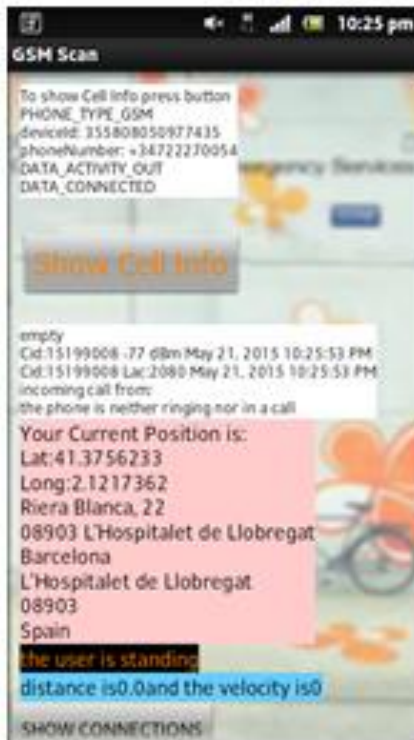 10:25 pm
GSM Scan
To show Cell Info press button
PHONE_TYPE_GSM
deviceId: 355808050977435
phoneNumber: +34722270054
DATA_ACTIVITY_OUT
DATA_CONNECTED
ergency Services
Show Cell Info
empty
Cid:15199008 -77 dBm May 21, 2015 10:25:53 PM
Cid:15199008 Lac:2080 May 21, 2015 10:25:53 PM
incoming call from:
the phone is neither ringing nor in a call
Your Current Position is:
Lat:41.3756233
Long:2.1217362
Riera Blanca, 22
08903 L'Hospitalet de Llobregat
Barcelona
L'Hospitalet de Llobregat
08903
Spain
the user is standing
distance is0.0and the velocity is0
SHOW CONNECTIONS